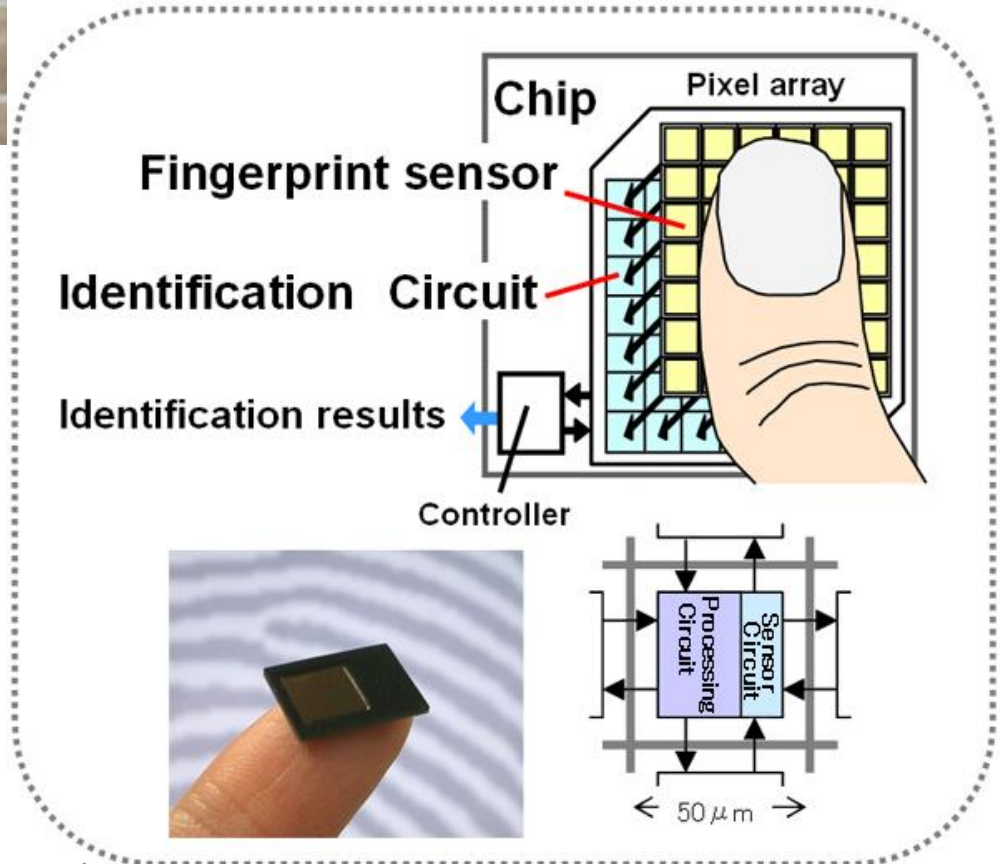 Chip
Pixel array
Fingerprint sensor
Identification Circuit
Identification results
Controller
Processing
Circuit
Sensor
Circuit
50μm